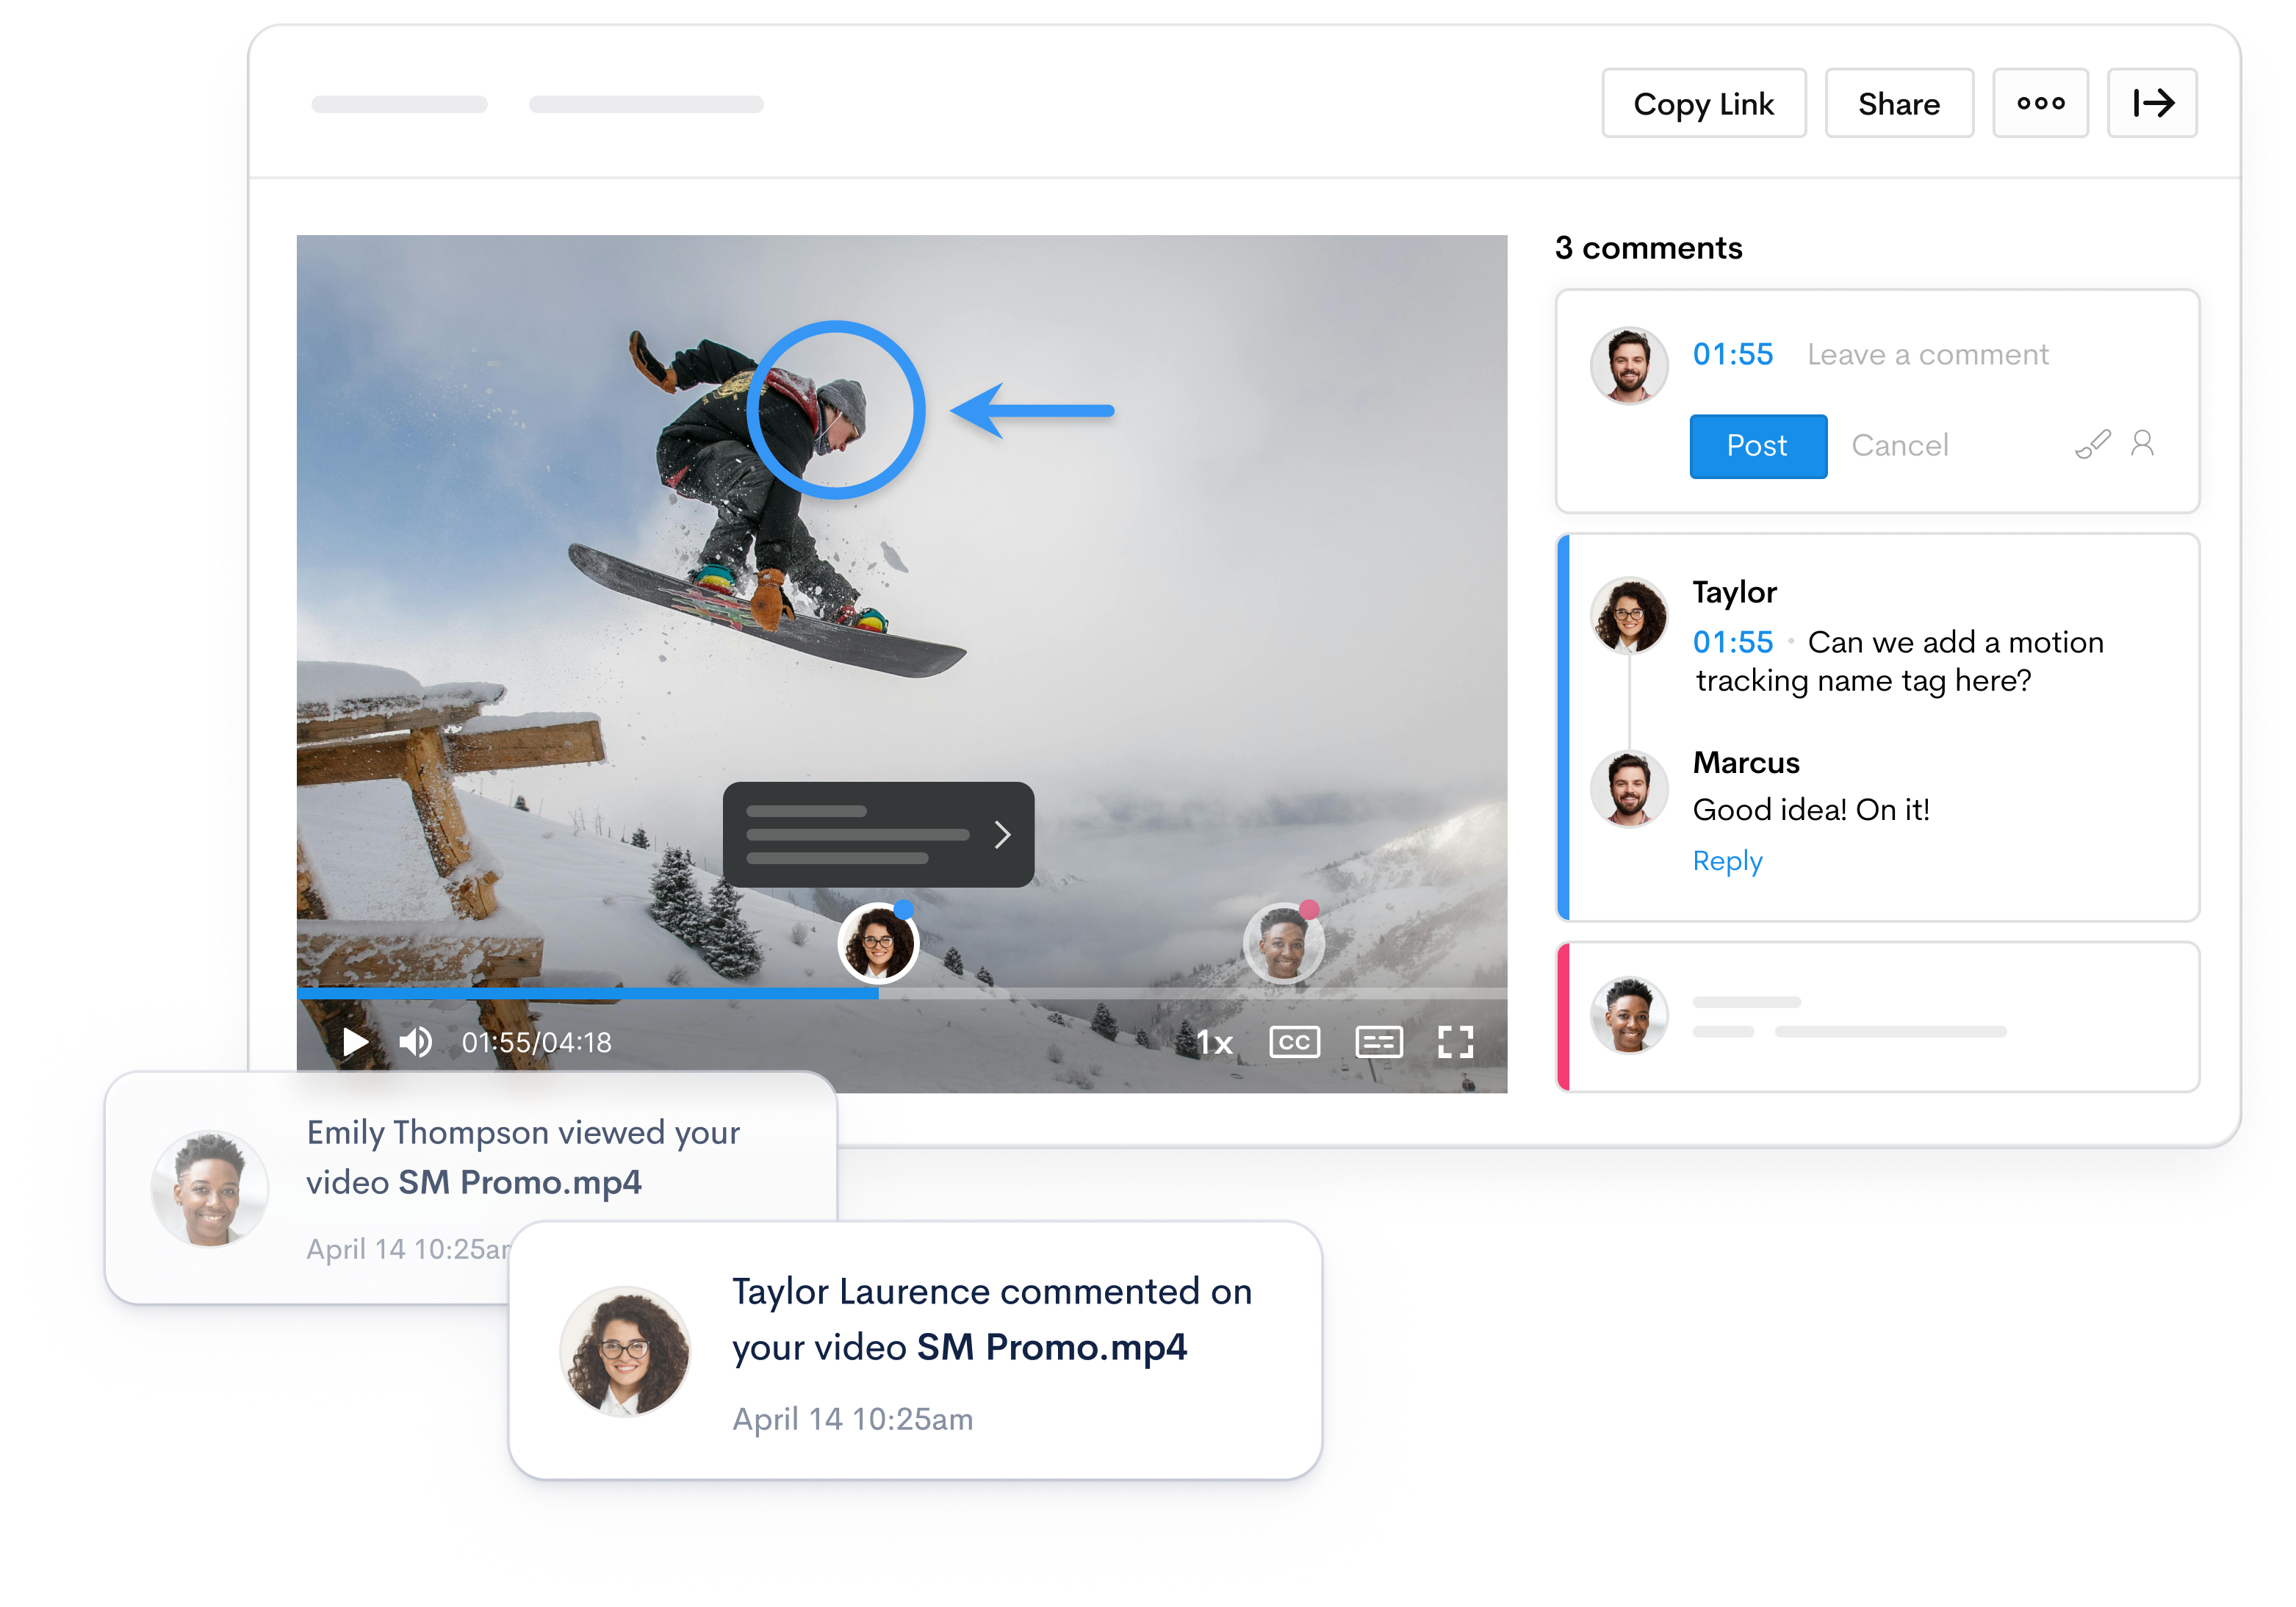 Copy Link
Share
3 comments
01:55 Leave a comment
Post
Cancel
Taylor
01:55 • Can we add a motion
tracking name tag here?
Marcus
Good idea! On it!
Reply
01:55/04:18
1x
CC
Emily Thompson viewed your
video SM Promo.mp4
April 14 10:25am
Taylor Laurence commented on
your video SM Promo.mp4
April 14 10:25am